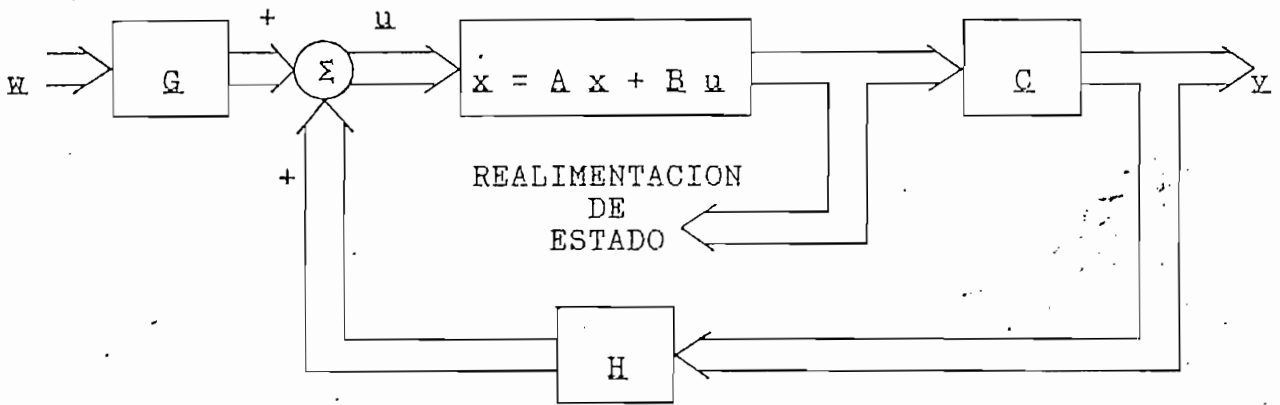 +
u
w
G
Σ
ẋ = A x + B u
C
y
+
REALIMENTACION
DE
ESTADO
H